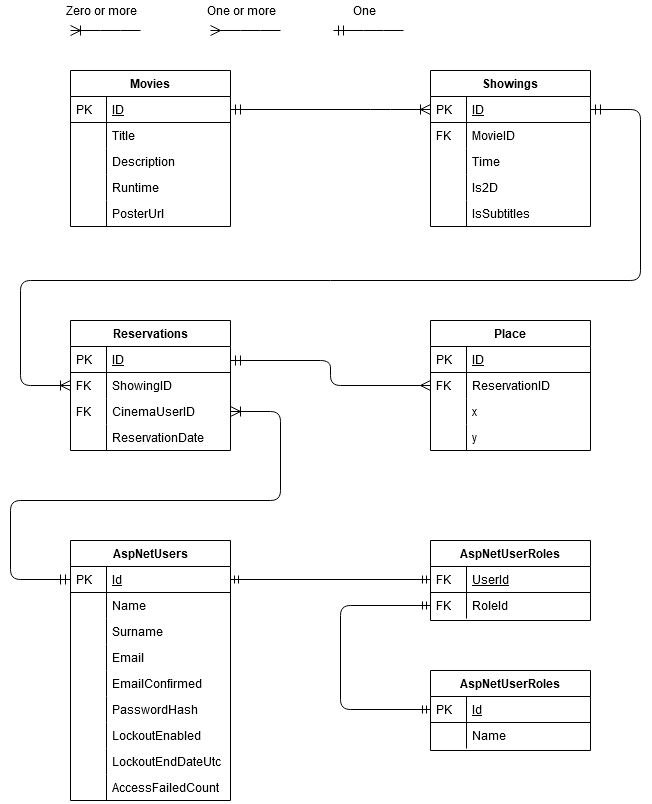 Zero or more
One or more
One
Movies
PK ID
Title
Description
Runtime
PosterUrl
Showings
PK ID
FK MovieID
Time
Is2D
IsSubtitles
Reservations
PK ID
FK ShowingID
FK CinemaUserID
ReservationDate
Place
PK ID
FK ReservationID
x
y
AspNetUsers
PK Id
Name
Surname
Email
EmailConfirmed
PasswordHash
LockoutEnabled
LockoutEndDateUtc
AccessFailedCount
AspNetUserRoles
FK UserId
FK RoleId
AspNetUserRoles
PK Id
Name